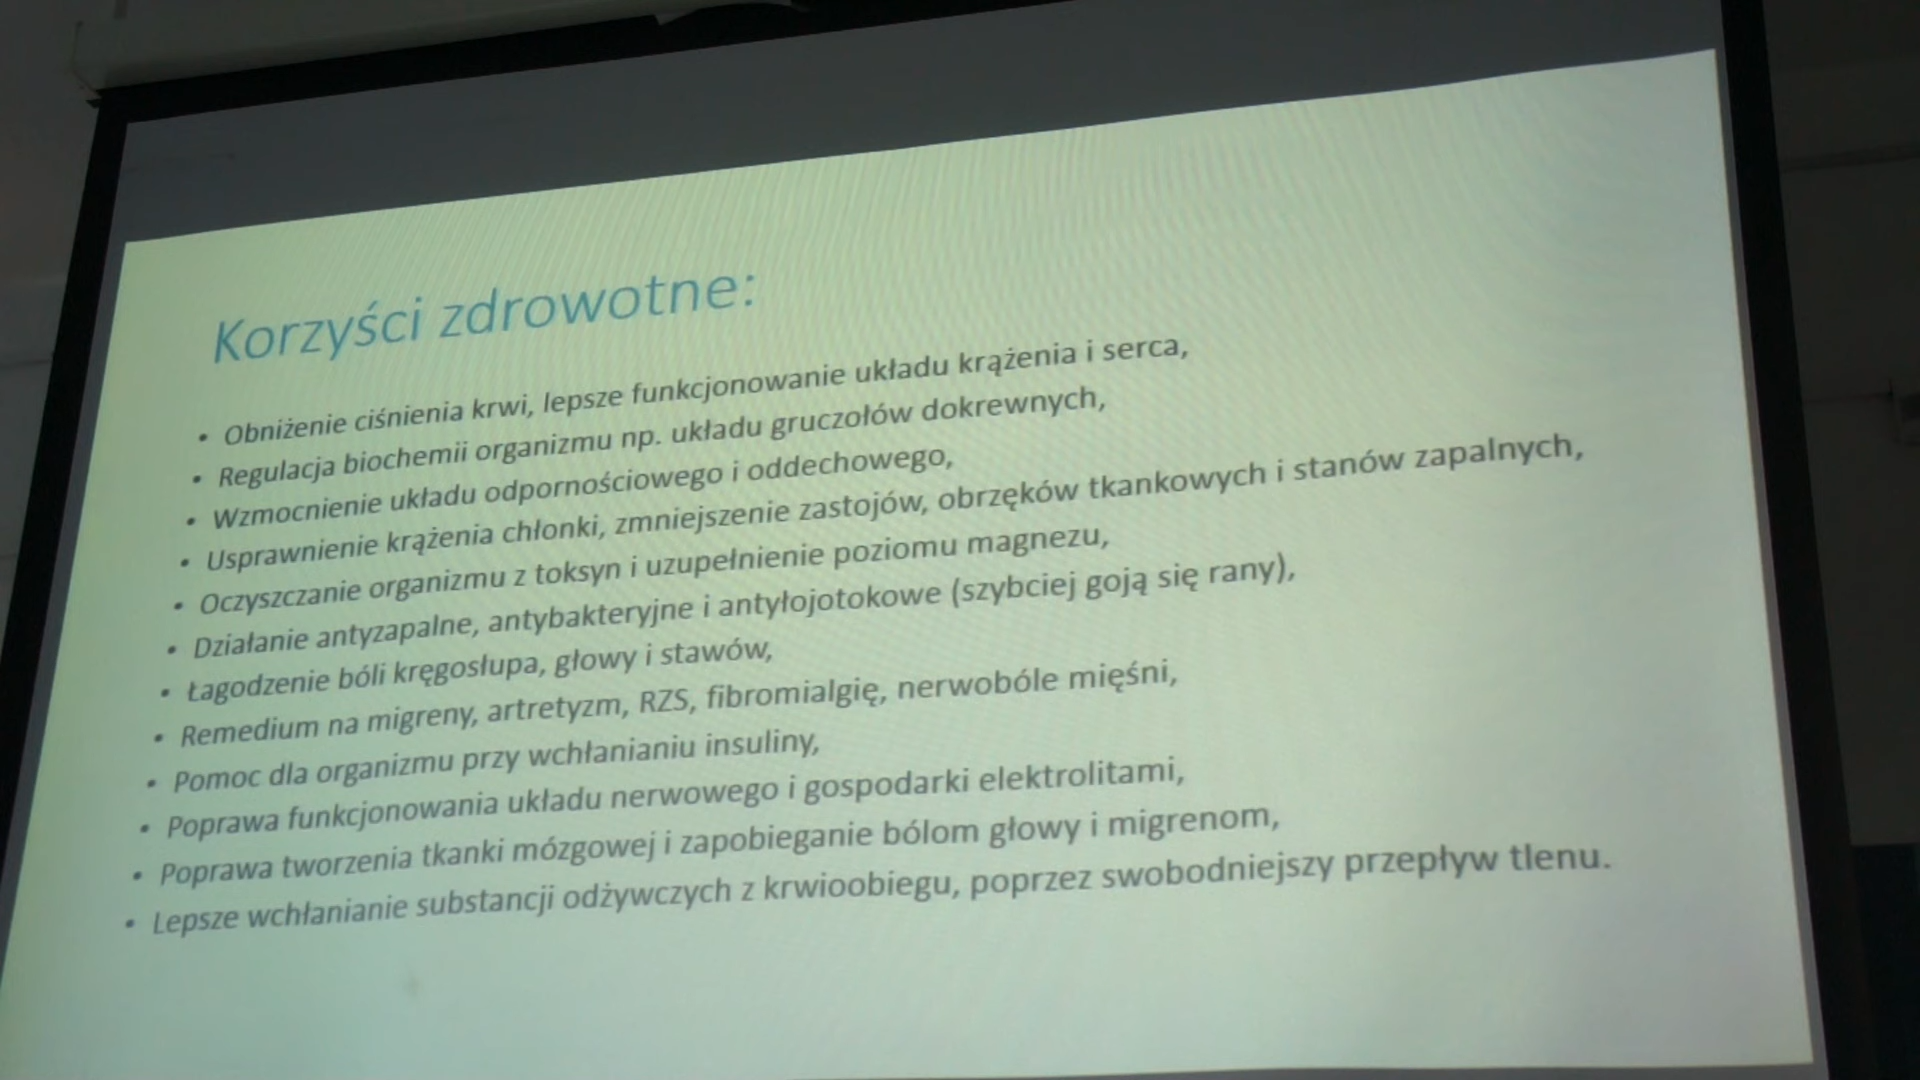 Korzyści zdrowotne:
• Obniżenie ciśnienia krwi, lepsze funkcjonowanie układu krążenia i serca,
• Regulacja biochemii organizmu np. układu gruczołów dokrewnych,
• Wzmocnienie układu odpornościowego i oddechowego,
• Usprawnienie krążenia chłonki, zmniejszenie zastojów, obrzęków tkankowych i stanów zapalnych,
• Oczyszczanie organizmu z toksyn i uzupełnienie poziomu magnezu,
• Działanie antyzapalne, antybakteryjne i antyłojotokowe (szybciej goją się rany),
• Łagodzenie bóli kręgosłupa, głowy i stawów,
• Remedium na migreny, artretyzm, RZS, fibromialgię, nerwobóle mięśni,
• Pomoc dla organizmu przy wchłanianiu insuliny,
• Poprawa funkcjonowania układu nerwowego i gospodarki elektrolitami,
• Poprawa tworzenia tkanki mózgowej i zapobieganie bólom głowy i migrenom,
• Lepsze wchłanianie substancji odżywczych z krwioobiegu, poprzez swobodniejszy przepływ tlenu.